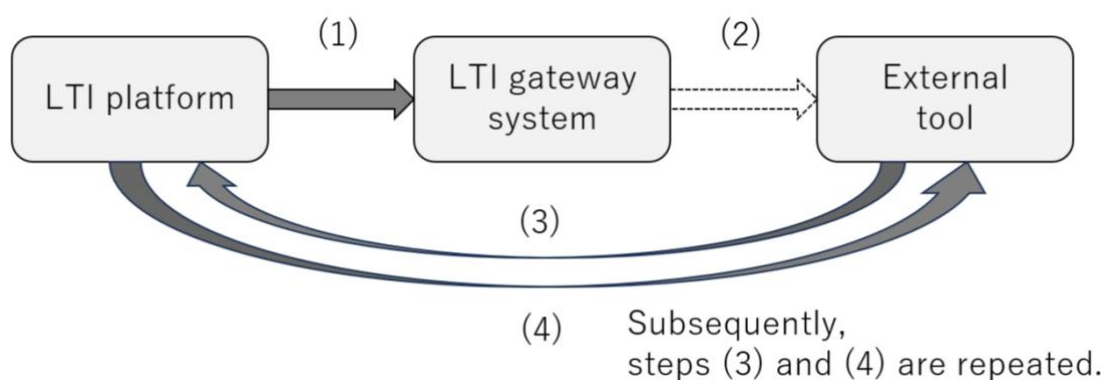 (1)
(2)
LTI platform
LTI gateway
system
External
tool
(3)
(4)
Subsequently,
steps (3) and (4) are repeated.